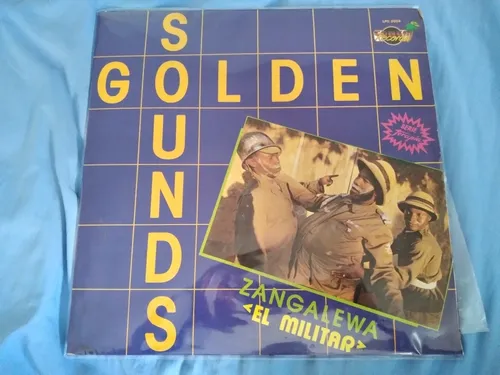 GOLDEN
SOUNDS
ZANGALEWA
<EL MILITAR>